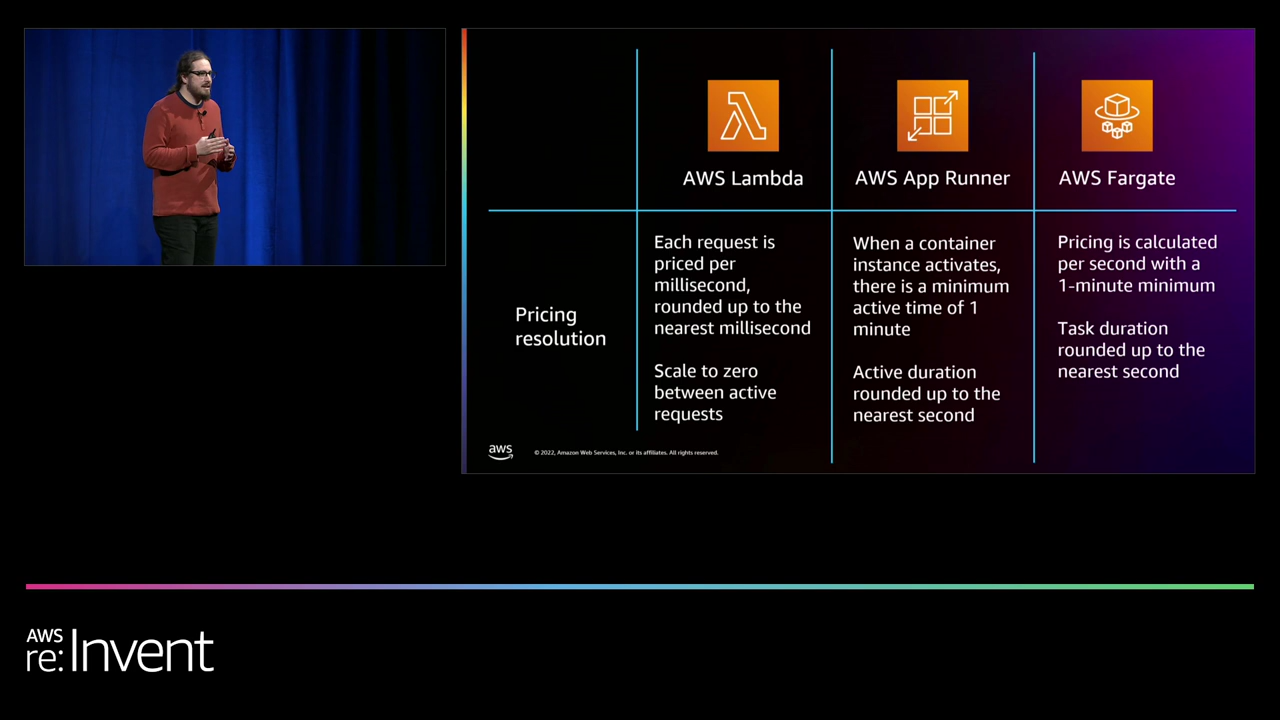 AWS Lambda
AWS App Runner
AWS Fargate
Pricing
resolution
Each request is
priced per
millisecond,
rounded up to the
nearest millisecond
Scale to zero
between active
requests
When a container
instance activates,
there is a minimum
active time of 1
minute
Active duration
rounded up to the
nearest second
Pricing is calculated
per second with a
1-minute minimum
Task duration
rounded up to the
nearest second
aws
© 2022, Amazon Web Services, Inc. or its affiliates. All rights reserved.
AWS
re:Invent